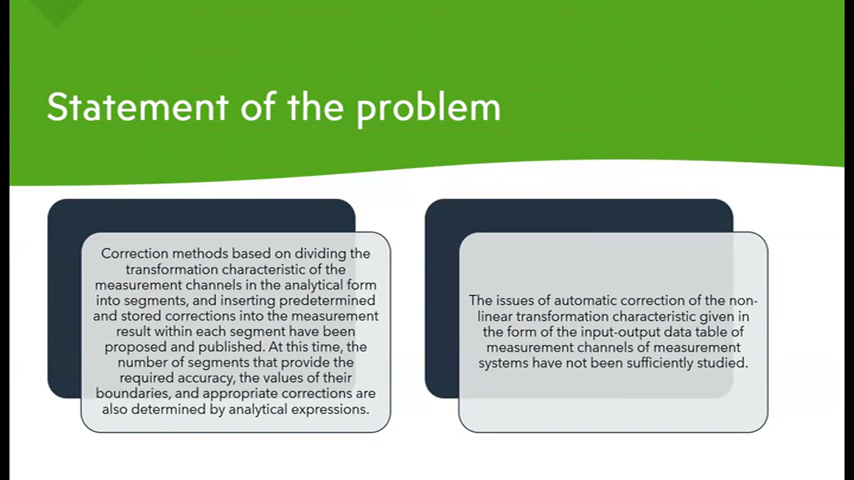 Statement of the problem
Correction methods based on dividing the
transformation characteristic of the
measurement channels in the analytical form
into segments, and inserting predetermined
and stored corrections into the measurement
result within each segment have been
proposed and published. At this time, the
number of segments that provide the
required accuracy, the values of their
boundaries, and appropriate corrections are
also determined by analytical expressions.
The issues of automatic correction of the non-
linear transformation characteristic given in
the form of the input-output data table of
measurement channels of measurement
systems have not been sufficiently studied.